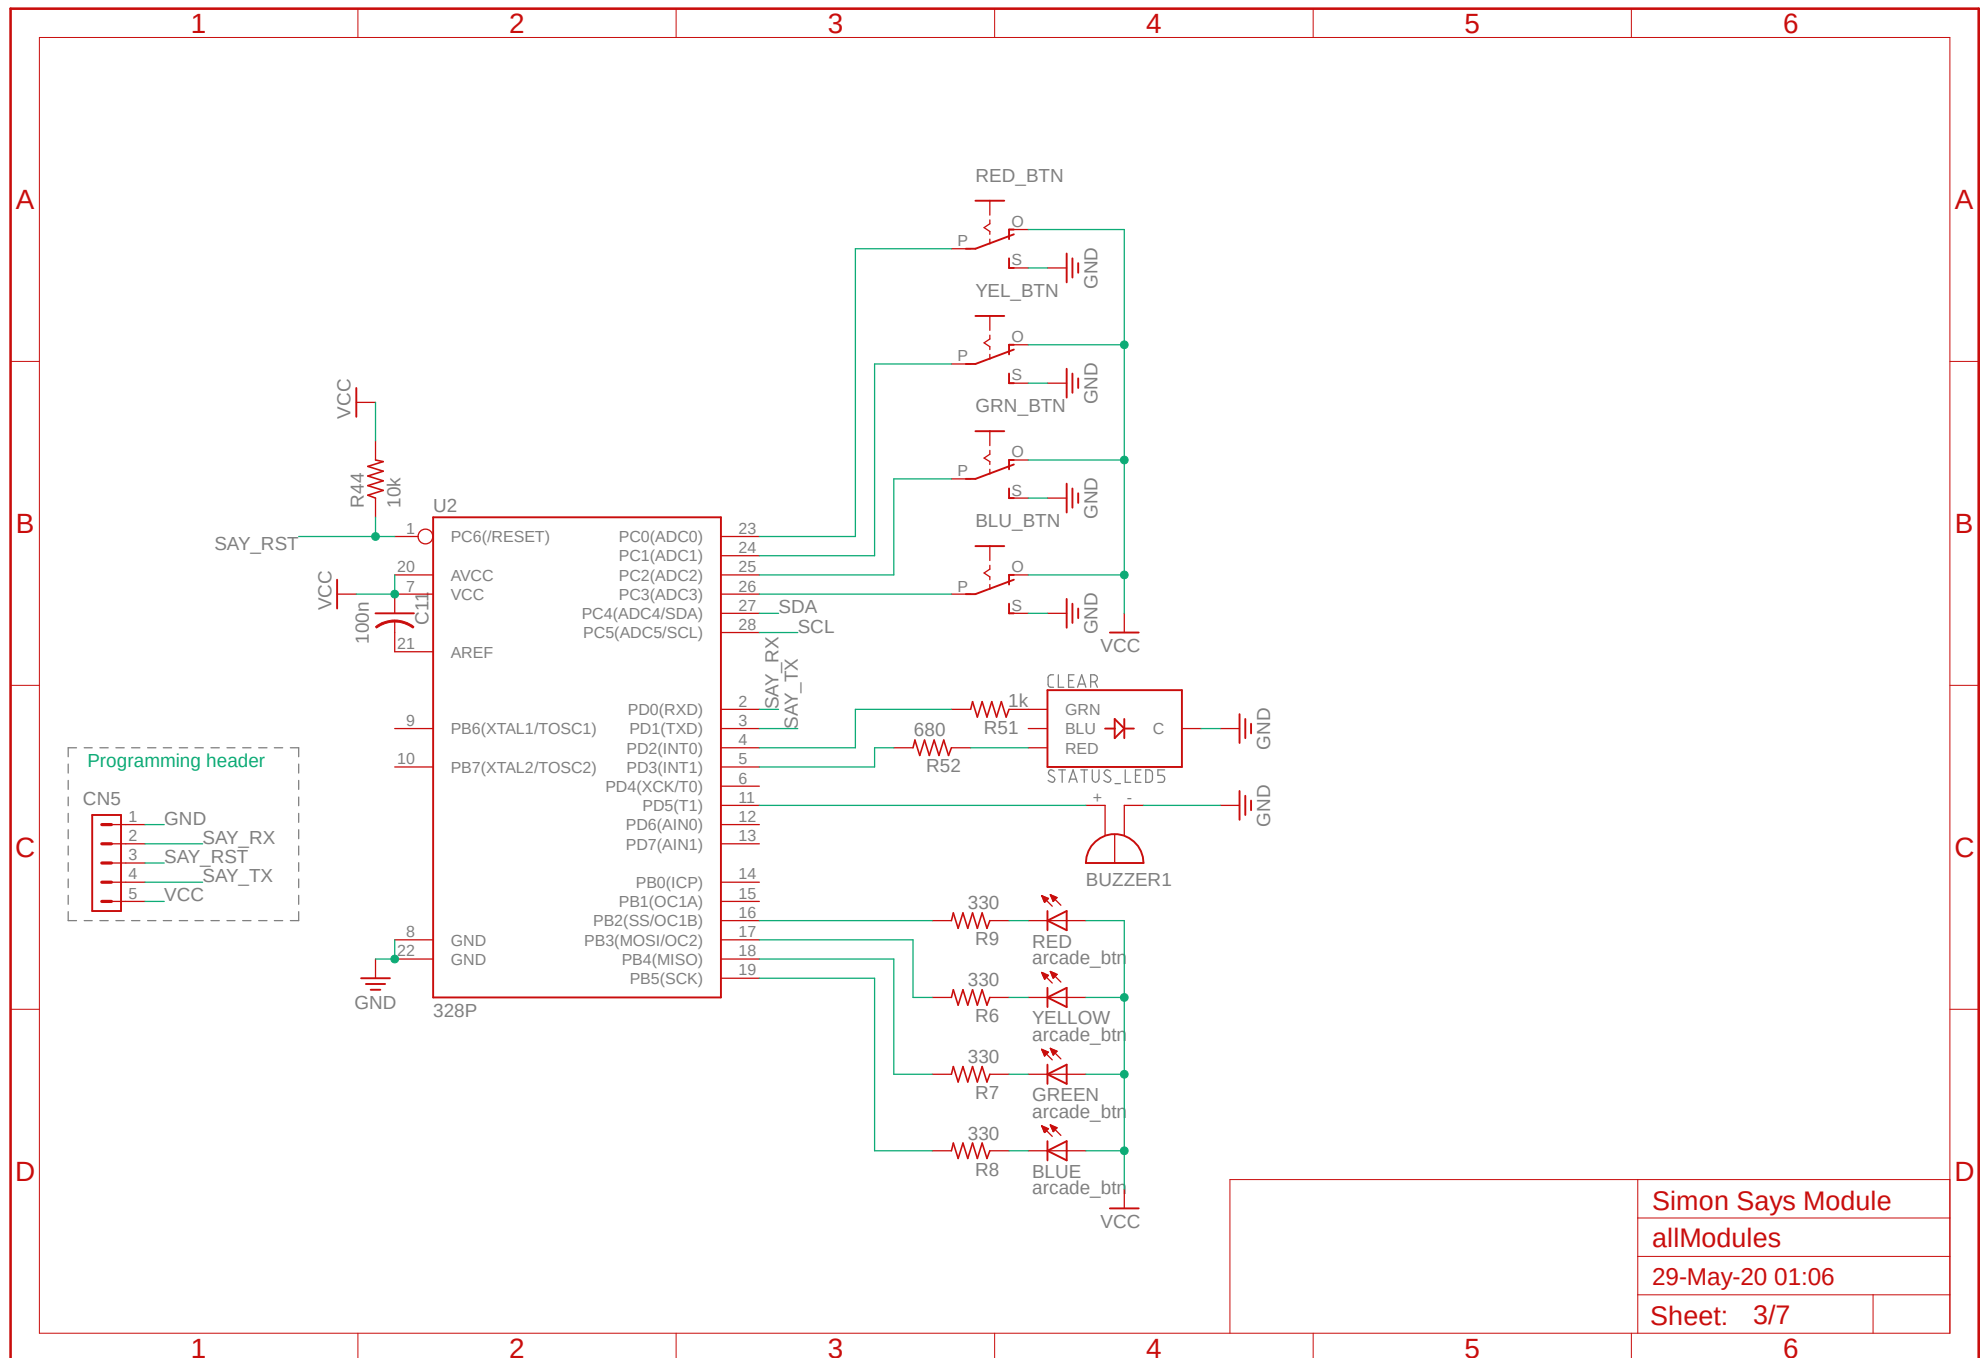 1 2 3 4 5 6
A A
B B
C C
D D
RED_BTN
P O
S GND
YEL_BTN
P O
S GND
GRN_BTN
P O
S GND
BLU_BTN
P O
S GND
VCC
VCC
R44
10k
SAY_RST
VCC
100n
C11
U2
1 PC6(/RESET)
20 AVCC
7 VCC
21 AREF
9 PB6(XTAL1/TOSC1)
10 PB7(XTAL2/TOSC2)
8 GND
22 GND
GND
328P
PC0(ADC0) 23
PC1(ADC1) 24
PC2(ADC2) 25
PC3(ADC3) 26
PC4(ADC4/SDA) 27 SDA
PC5(ADC5/SCL) 28 SCL
PD0(RXD) 2 SAY_RX
PD1(TXD) 3 SAY_TX
PD2(INT0) 4
PD3(INT1) 5
PD4(XCK/T0) 6
PD5(T1) 11
PD6(AIN0) 12
PD7(AIN1) 13
PB0(ICP) 14
PB1(OC1A) 15
PB2(SS/OC1B) 16
PB3(MOSI/OC2) 17
PB4(MISO) 18
PB5(SCK) 19
CLEAR
1k
R51
680
R52
GRN
BLU C
RED
STATUS_LED5
GND
+ -
GND
BUZZER1
330
R9
RED
arcade_btn
330
R6
YELLOW
arcade_btn
330
R7
GREEN
arcade_btn
330
R8
BLUE
arcade_btn
VCC
Programming header
CN5
1 GND
2 SAY_RX
3 SAY_RST
4 SAY_TX
5 VCC
Simon Says Module
allModules
29-May-20 01:06
Sheet: 3/7
1 2 3 4 5 6